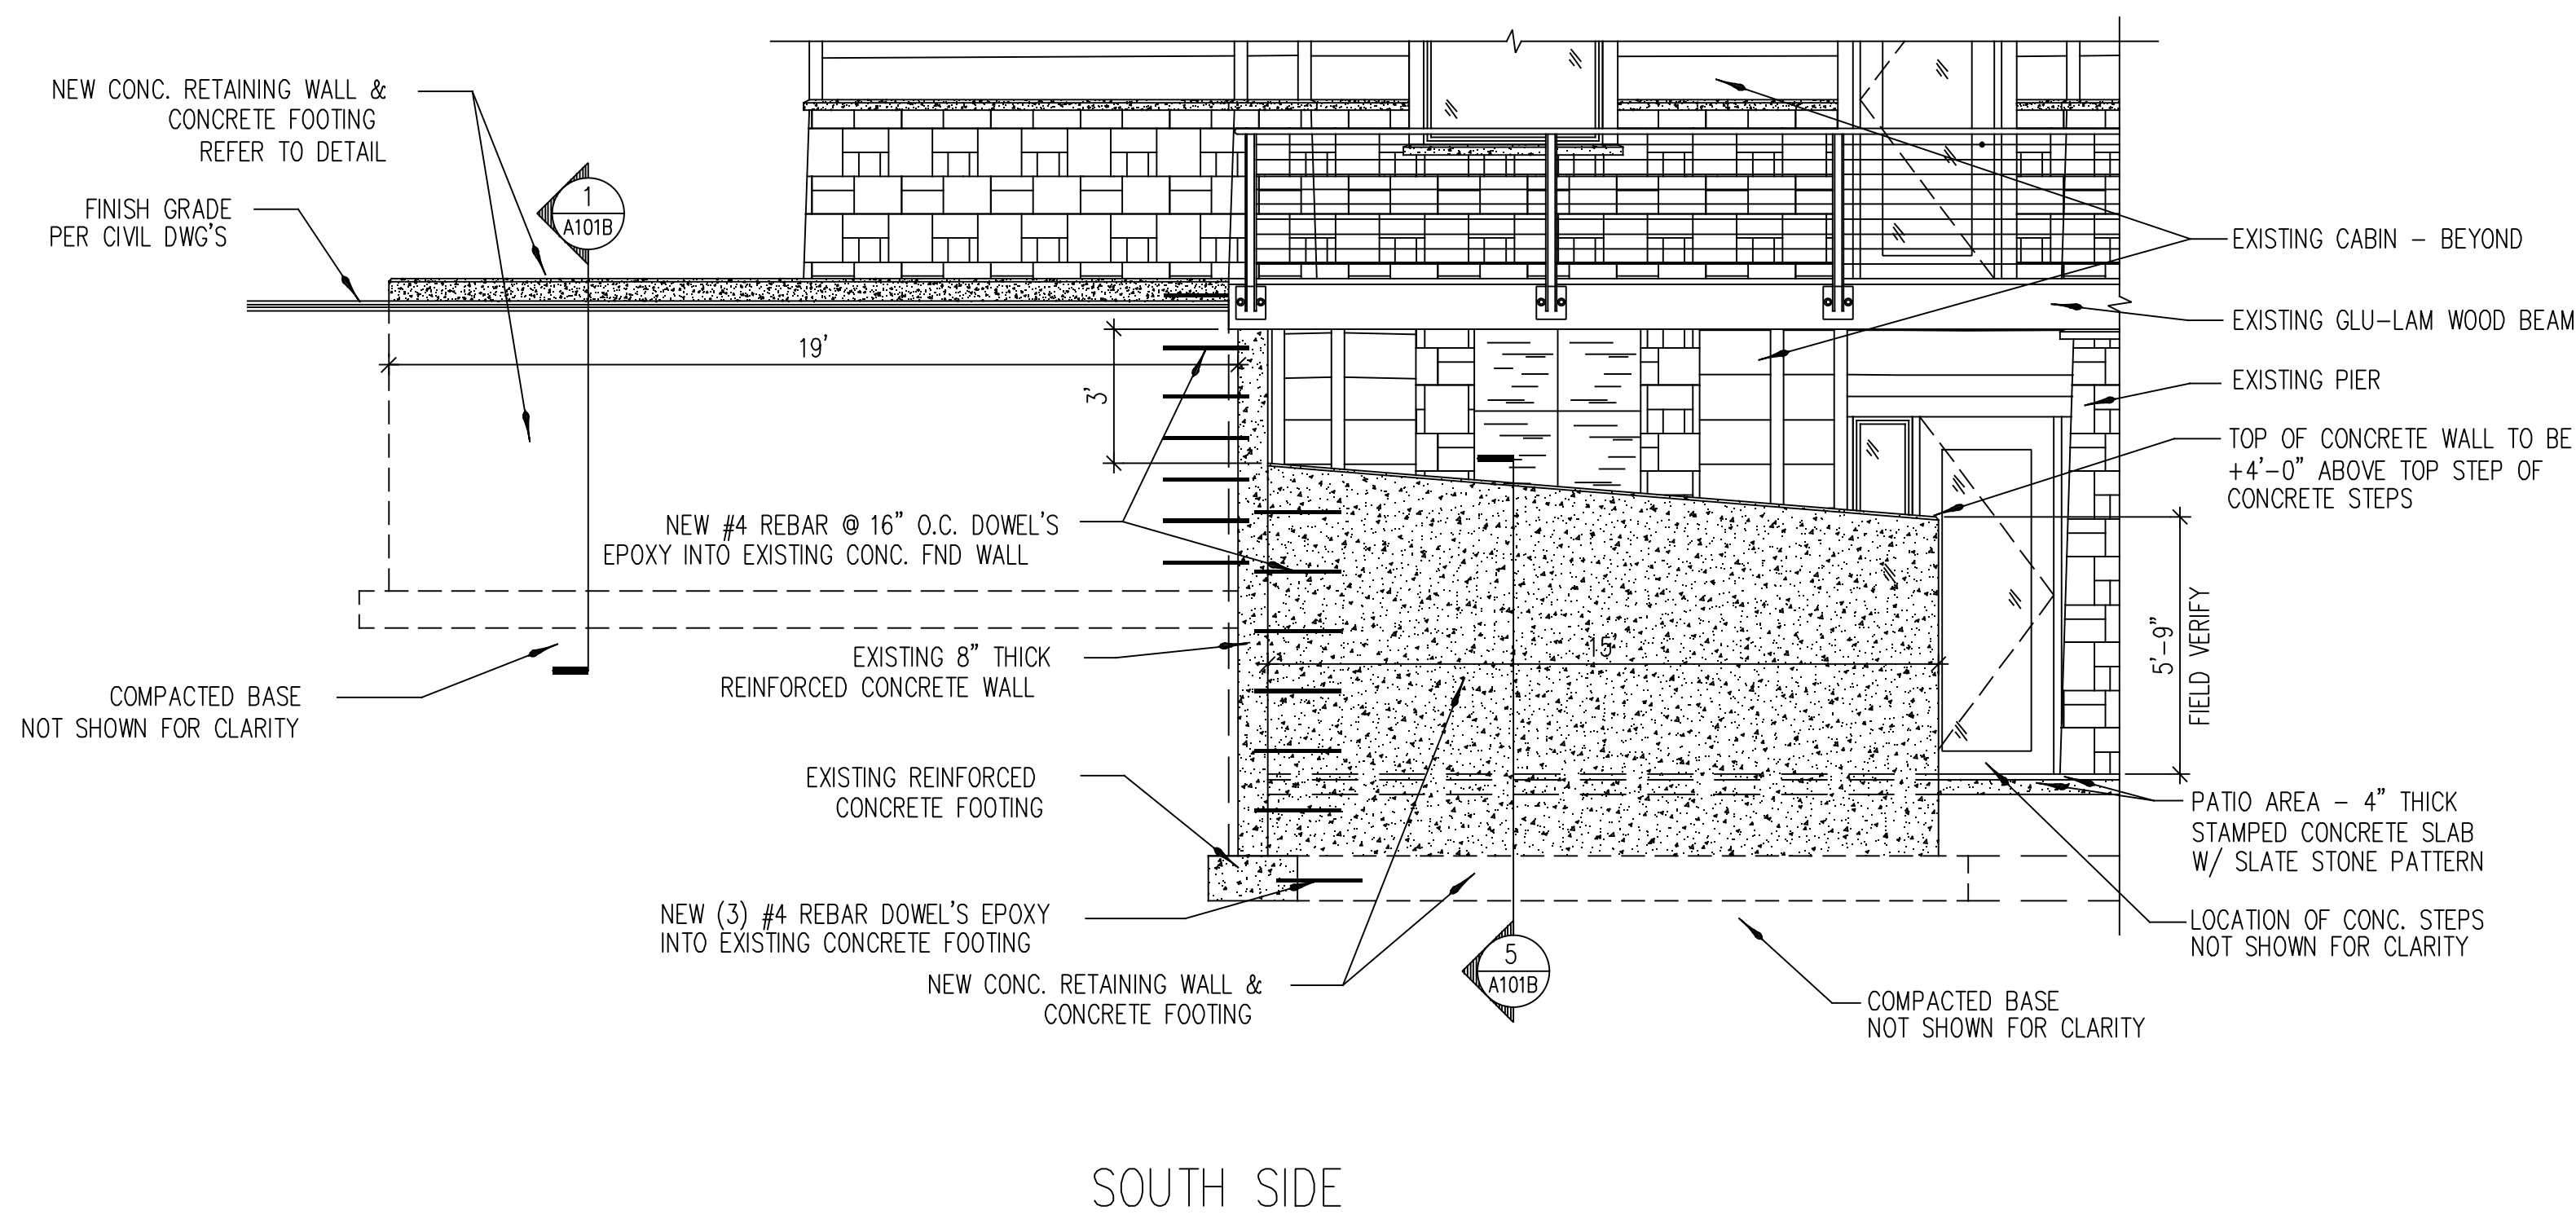 NEW CONC. RETAINING WALL &
CONCRETE FOOTING
REFER TO DETAIL
FINISH GRADE
PER CIVIL DWG'S
1
A101B
19'
3'
NEW #4 REBAR @ 16" O.C. DOWEL'S
EPOXY INTO EXISTING CONC. FND WALL
EXISTING 8" THICK
REINFORCED CONCRETE WALL
COMPACTED BASE
NOT SHOWN FOR CLARITY
EXISTING REINFORCED
CONCRETE FOOTING
NEW (3) #4 REBAR DOWEL'S EPOXY
INTO EXISTING CONCRETE FOOTING
NEW CONC. RETAINING WALL &
CONCRETE FOOTING
15'
5
A101B
EXISTING CABIN - BEYOND
EXISTING GLU-LAM WOOD BEAM
EXISTING PIER
TOP OF CONCRETE WALL TO BE
+4'-0" ABOVE TOP STEP OF
CONCRETE STEPS
5'-9"
FIELD VERIFY
PATIO AREA - 4" THICK
STAMPED CONCRETE SLAB
W/ SLATE STONE PATTERN
LOCATION OF CONC. STEPS
NOT SHOWN FOR CLARITY
COMPACTED BASE
NOT SHOWN FOR CLARITY
SOUTH SIDE